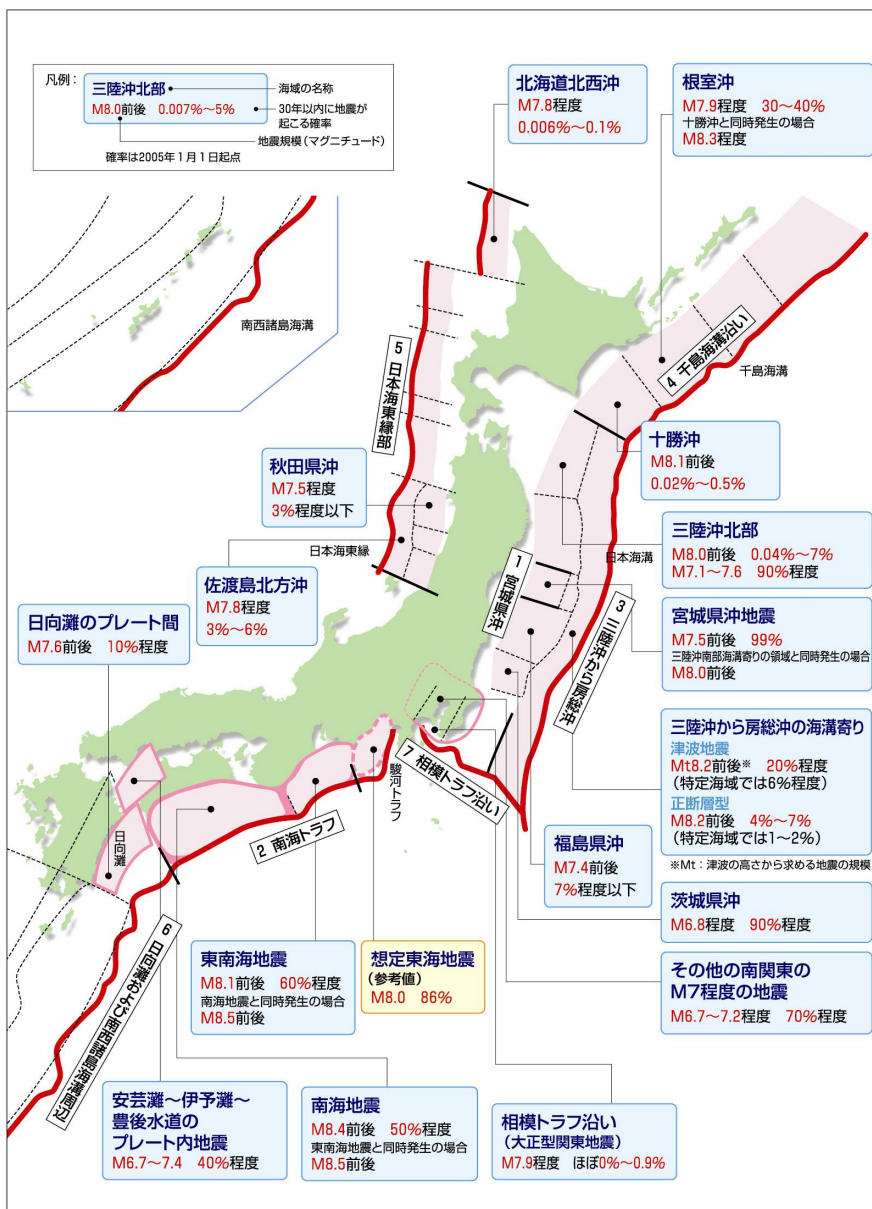 凡例：
三陸沖北部
M8.0前後 0.007%～5%
海域の名称
30年以内に地震が
起こる確率
地震規模（マグニチュード）
確率は2005年1月1日起点
南西諸島海溝
北海道北西沖
M7.8程度
0.006%～0.1%
根室沖
M7.9程度 30～40%
十勝沖と同時発生の場合
M8.3程度
4 千島海溝沿い
千島海溝
5 日本海東縁部
十勝沖
M8.1前後
0.02%～0.5%
秋田県沖
M7.5程度
3%程度以下
日本海東縁
佐渡島北方沖
M7.8程度
3%～6%
三陸沖北部
M8.0前後 0.04%～7%
M7.1～7.6 90%程度
日本海溝
1 宮城県沖
3 三陸沖から房総沖
宮城県沖地震
M7.5前後 99%
三陸沖南部海溝寄りの領域と同時発生の場合
M8.0前後
日向灘のプレート間
M7.6前後 10%程度
三陸沖から房総沖の海溝寄り
津波地震
Mt8.2前後※ 20%程度
（特定海域では6%程度）
正断層型
M8.2前後 4%～7%
（特定海域では1～2%）
※Mt：津波の高さから求める地震の規模
7 相模トラフ沿い
駿河トラフ
2 南海トラフ
日向灘
6 日向灘および南西諸島海溝周辺
福島県沖
M7.4前後
7%程度以下
茨城県沖
M6.8程度 90%程度
東南海地震
M8.1前後 60%程度
南海地震と同時発生の場合
M8.5前後
想定東海地震
（参考値）
M8.0 86%
その他の南関東の
M7程度の地震
M6.7～7.2程度 70%程度
安芸灘～伊予灘～
豊後水道の
プレート内地震
M6.7～7.4 40%程度
南海地震
M8.4前後 50%程度
東南海地震と同時発生の場合
M8.5前後
相模トラフ沿い
（大正型関東地震）
M7.9程度 ほぼ0%～0.9%